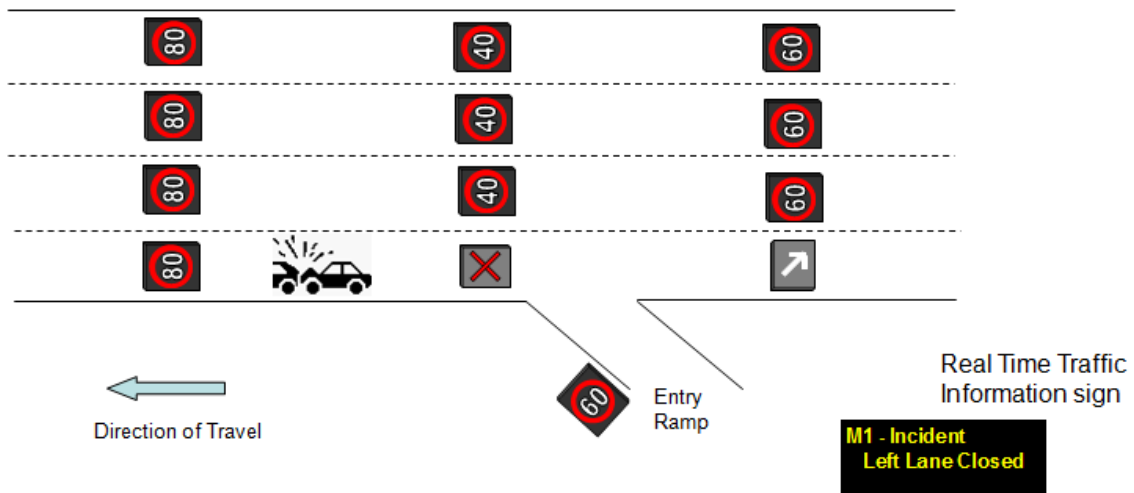 80 40 60
80 40 60
80 40 60
80
60
Entry
Ramp
Direction of Travel
Real Time Traffic
Information sign
M1 - Incident
Left Lane Closed